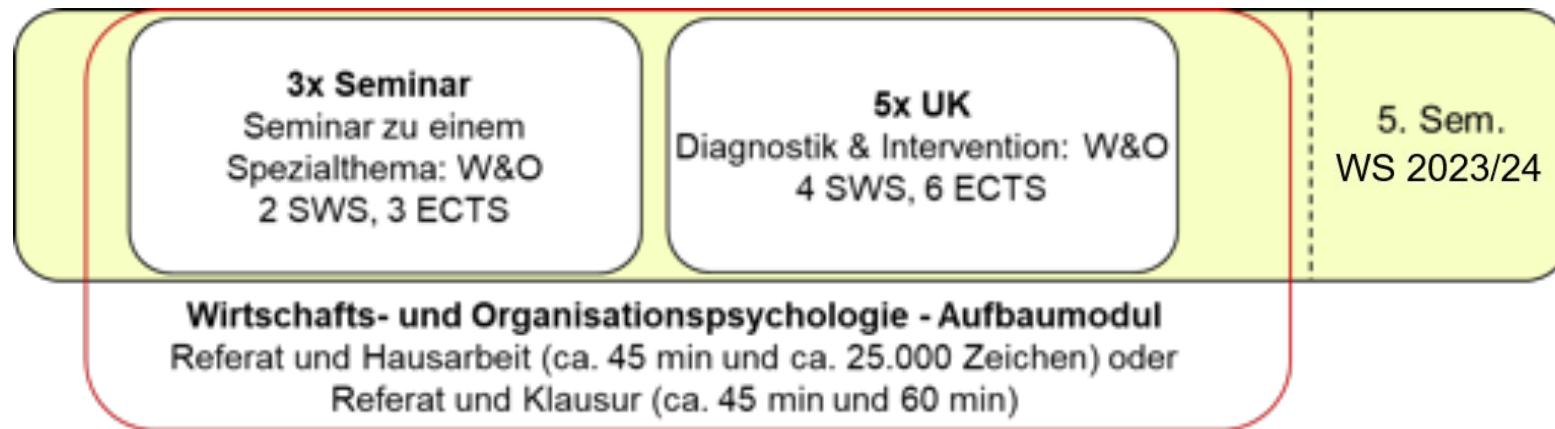 3x Seminar
Seminar zu einem
Spezialthema: W&O
2 SWS, 3 ECTS
5x UK
Diagnostik & Intervention: W&O
4 SWS, 6 ECTS
5. Sem.
WS 2023/24
Wirtschafts- und Organisationspsychologie - Aufbaumodul
Referat und Hausarbeit (ca. 45 min und ca. 25.000 Zeichen) oder
Referat und Klausur (ca. 45 min und 60 min)